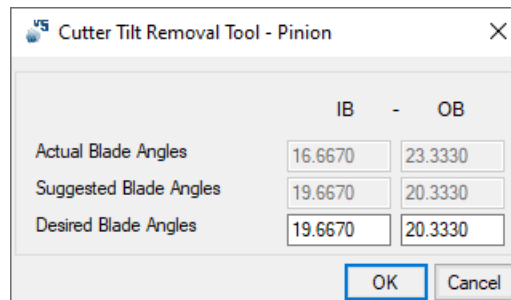 V5 Cutter Tilt Removal Tool - Pinion
IB - OB
Actual Blade Angles 16.6670 23.3330
Suggested Blade Angles 19.6670 20.3330
Desired Blade Angles 19.6670 20.3330
OK Cancel